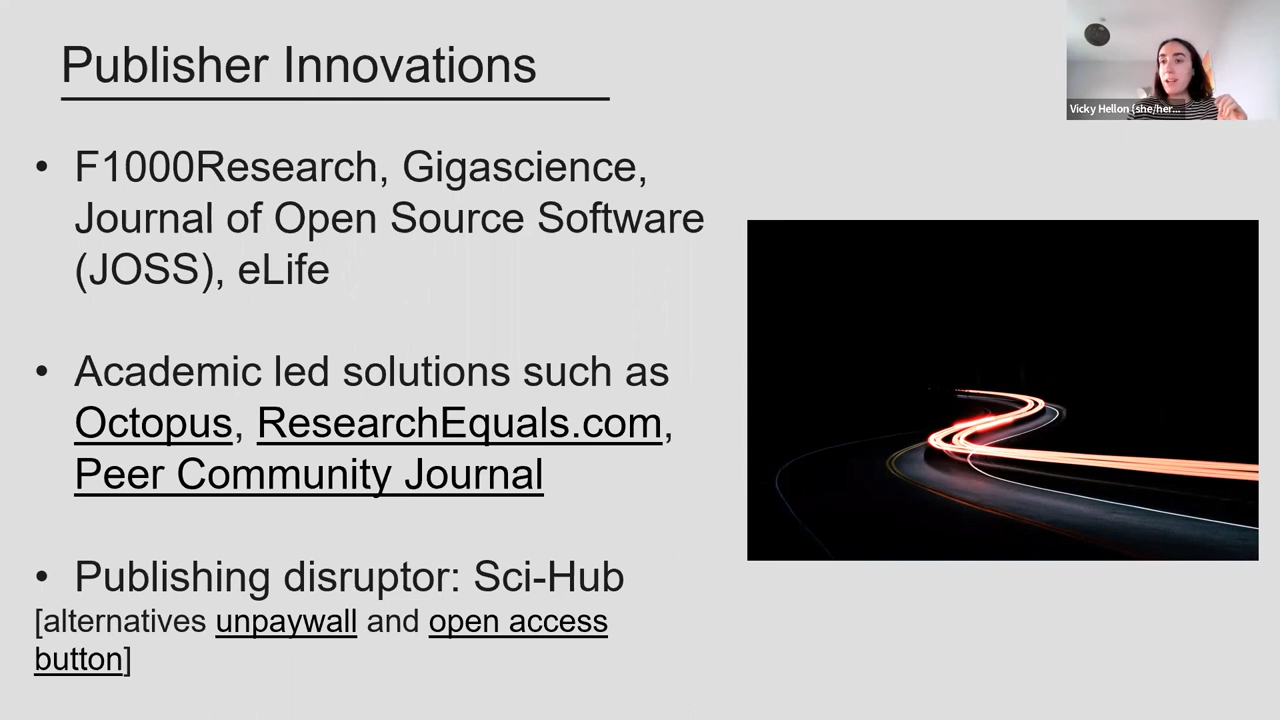 Publisher Innovations
Vicky Hellon (she/her...
• F1000Research, Gigascience,
Journal of Open Source Software
(JOSS), eLife
• Academic led solutions such as
Octopus, ResearchEquals.com,
Peer Community Journal
• Publishing disruptor: Sci-Hub
[alternatives unpaywall and open access
button]